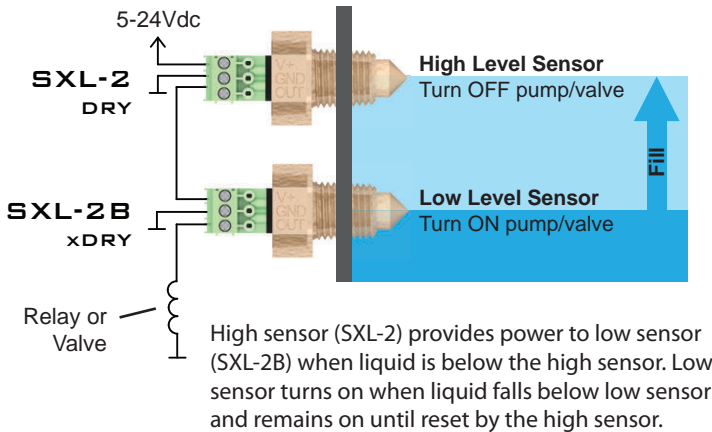 5-24Vdc
SXL-2
DRY
V+
GND
OUT
High Level Sensor
Turn OFF pump/valve
Fill
SXL-2B
xDRY
V+
GND
OUT
Low Level Sensor
Turn ON pump/valve
Relay or
Valve
High sensor (SXL-2) provides power to low sensor
(SXL-2B) when liquid is below the high sensor. Low
sensor turns on when liquid falls below low sensor
and remains on until reset by the high sensor.